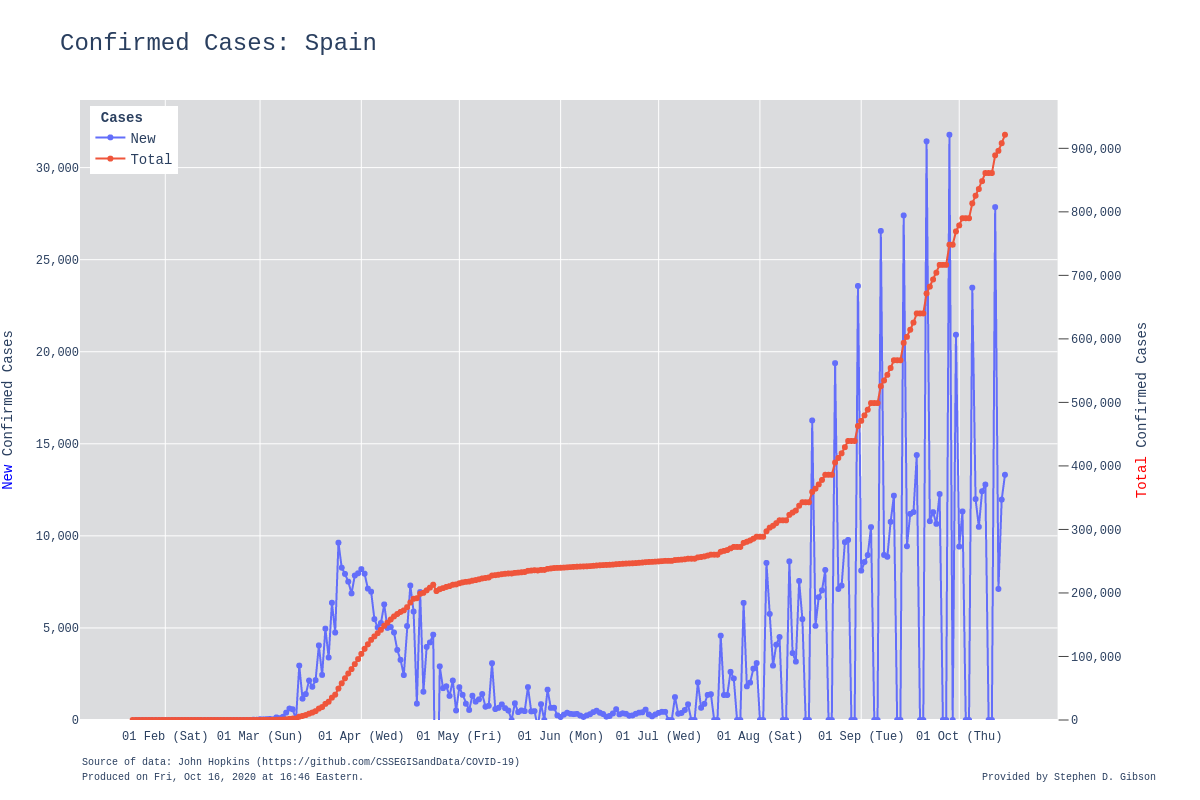 Confirmed Cases: Spain
Cases
New
Total
30,000
25,000
20,000
15,000
10,000
5,000
0
New Confirmed Cases
900,000
800,000
700,000
600,000
500,000
400,000
300,000
200,000
100,000
0
Total Confirmed Cases
01 Feb (Sat) 01 Mar (Sun) 01 Apr (Wed) 01 May (Fri) 01 Jun (Mon) 01 Jul (Wed) 01 Aug (Sat) 01 Sep (Tue) 01 Oct (Thu)
Source of data: John Hopkins (https://github.com/CSSEGISandData/COVID-19)
Produced on Fri, Oct 16, 2020 at 16:46 Eastern.
Provided by Stephen D. Gibson